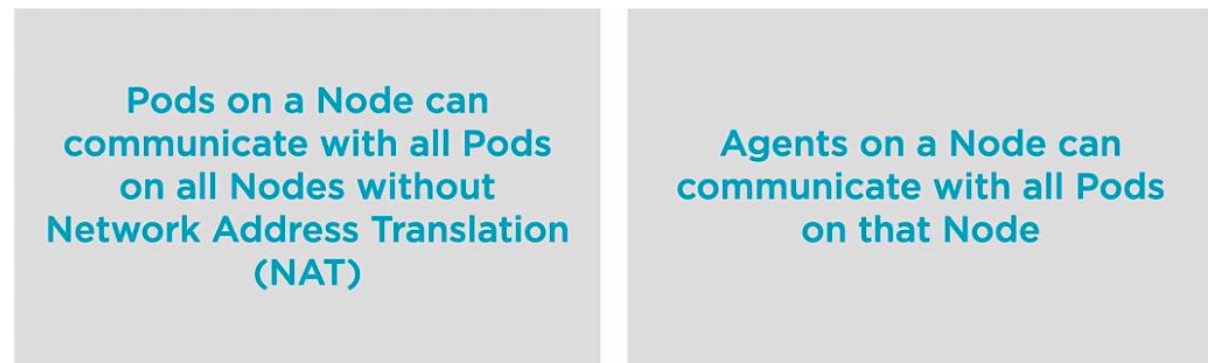 Pods on a Node can
communicate with all Pods
on all Nodes without
Network Address Translation
(NAT)
Agents on a Node can
communicate with all Pods
on that Node